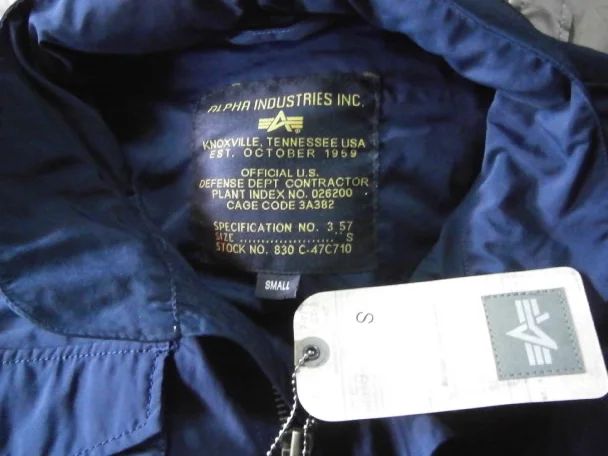 ALPHA INDUSTRIES INC.
KNOXVILLE, TENNESSEE USA
EST. OCTOBER 1959
OFFICIAL U.S.
DEFENSE DEPT CONTRACTOR
PLANT INDEX NO. 026200
CAGE CODE 3A382
SPECIFICATION NO. 3.57
SIZE ..................... S
STOCK NO. 830 C-47C710
SMALL
S